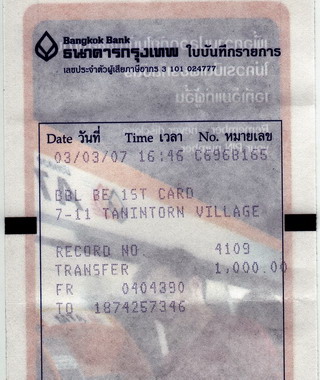 Bangkok Bank
ธนาคารกรุงเทพ ใบบันทึกรายการ
เลขประจำตัวผู้เสียภาษีอากร 3 101 024777
Date วันที่ Time เวลา No. หมายเลข
03/03/07 16:46 C6968165
BBL BE 1ST CARD
7-11 TANINTORN VILLAGE
RECORD NO. 4109
TRANSFER 1,000.00
FR 0404390
TO 1874257346